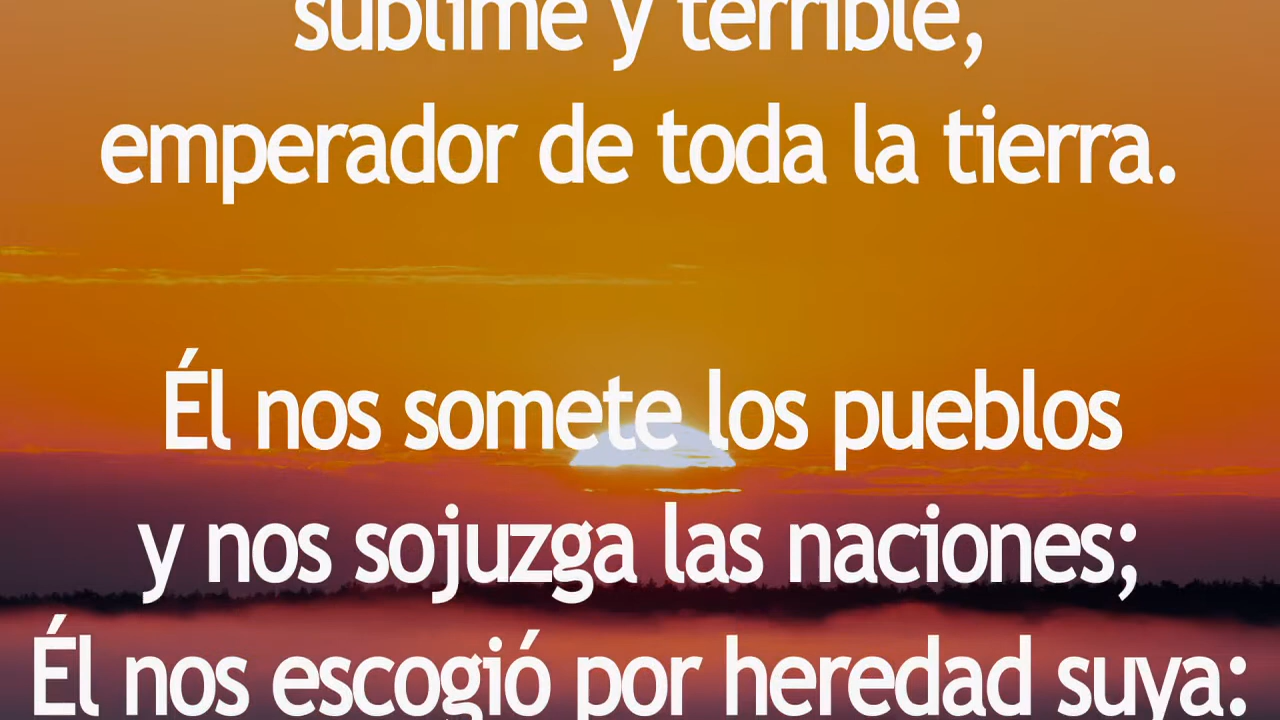 sublime y terrible,
emperador de toda la tierra.
Él nos somete los pueblos
y nos sojuzga las naciones;
Él nos escogió por heredad suya: